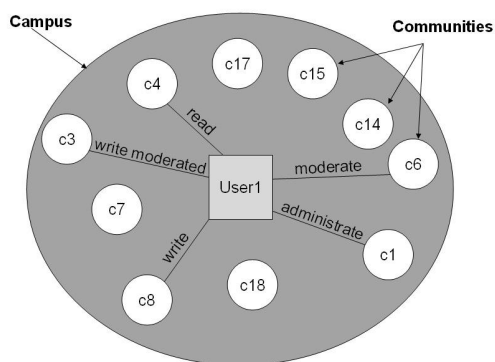 Campus
Communities
c17
c15
c4
c14
read
c3
write moderated
moderate
c6
User1
c7
administrate
write
c1
c18
c8